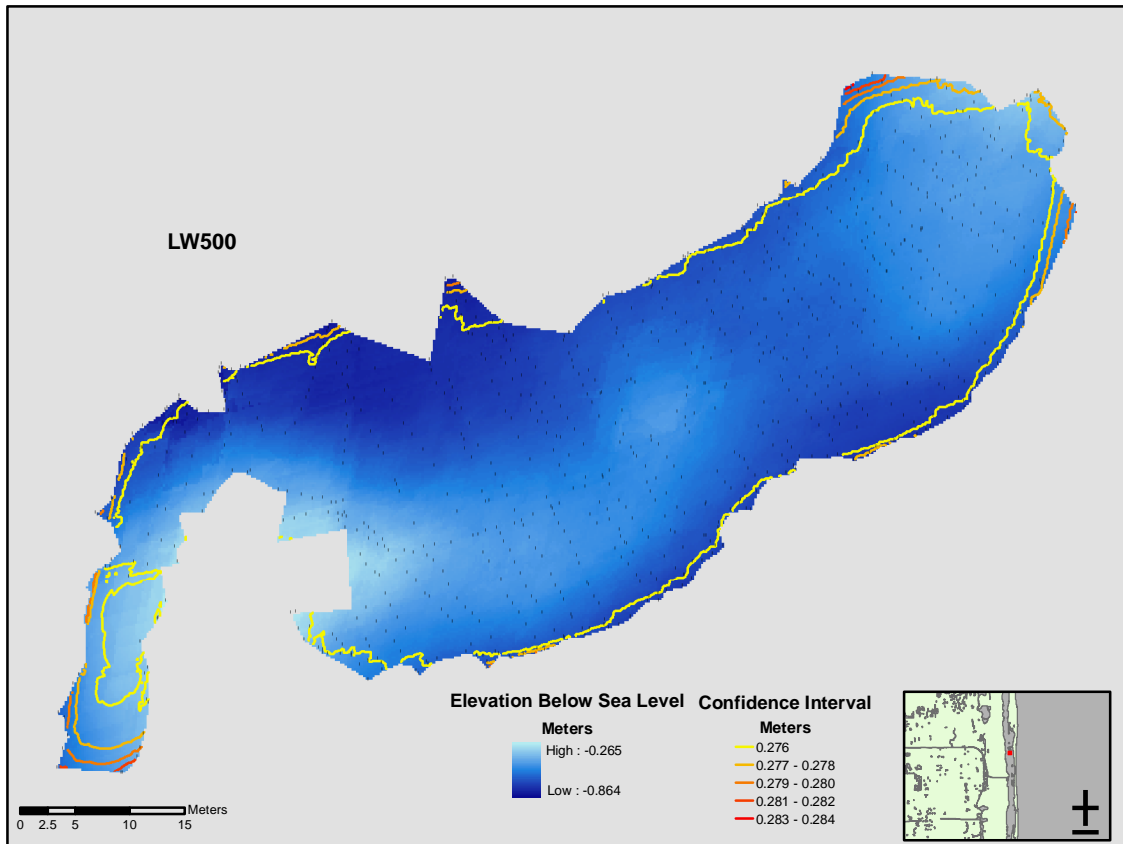 LW500
Elevation Below Sea Level
Meters
High : -0.265
Low : -0.864
Confidence Interval
Meters
0.276
0.277 - 0.278
0.279 - 0.280
0.281 - 0.282
0.283 - 0.284
Meters
0 2.5 5 10 15